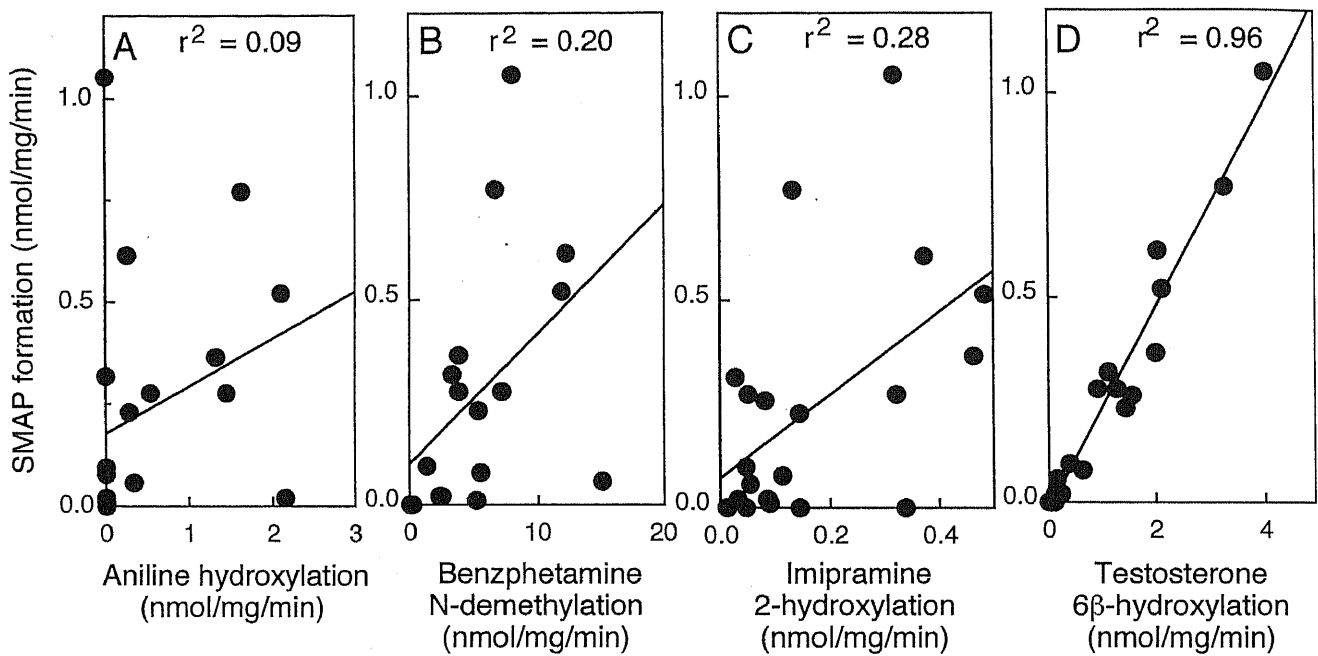 A
r² = 0.09
B
r² = 0.20
C
r² = 0.28
D
r² = 0.96
SMAP formation (nmol/mg/min)
1.0
0.5
0.0
0 1 2 3
Aniline hydroxylation
(nmol/mg/min)
1.0
0.5
0.0
0 10 20
Benzphetamine
N-demethylation
(nmol/mg/min)
1.0
0.5
0.0
0.0 0.2 0.4
Imipramine
2-hydroxylation
(nmol/mg/min)
1.0
0.5
0.0
0 2 4
Testosterone
6β-hydroxylation
(nmol/mg/min)